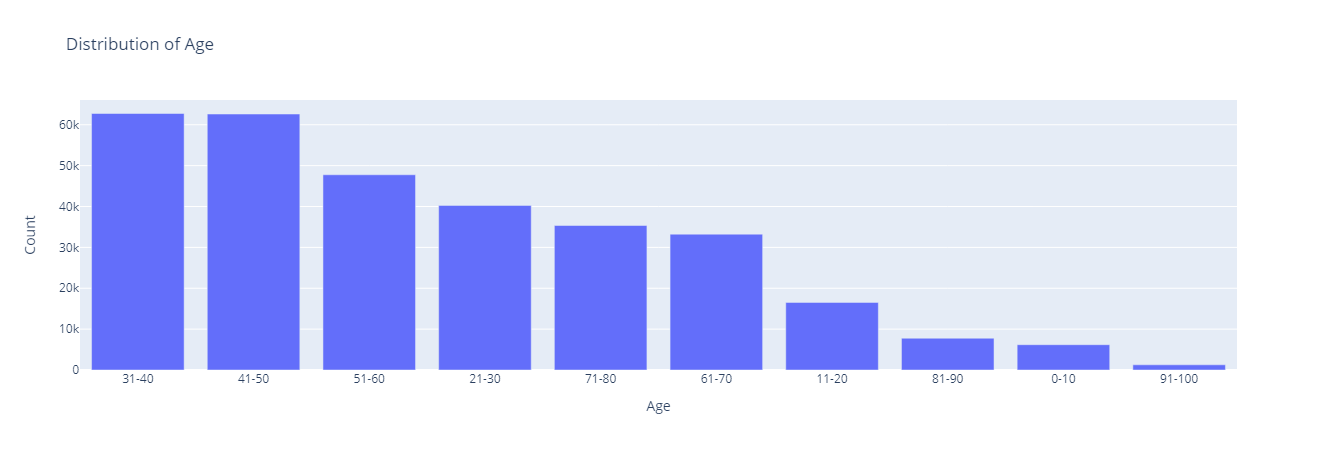 Distribution of Age
60k
50k
40k
30k
20k
10k
0
Count
31-40 41-50 51-60 21-30 71-80 61-70 11-20 81-90 0-10 91-100
Age